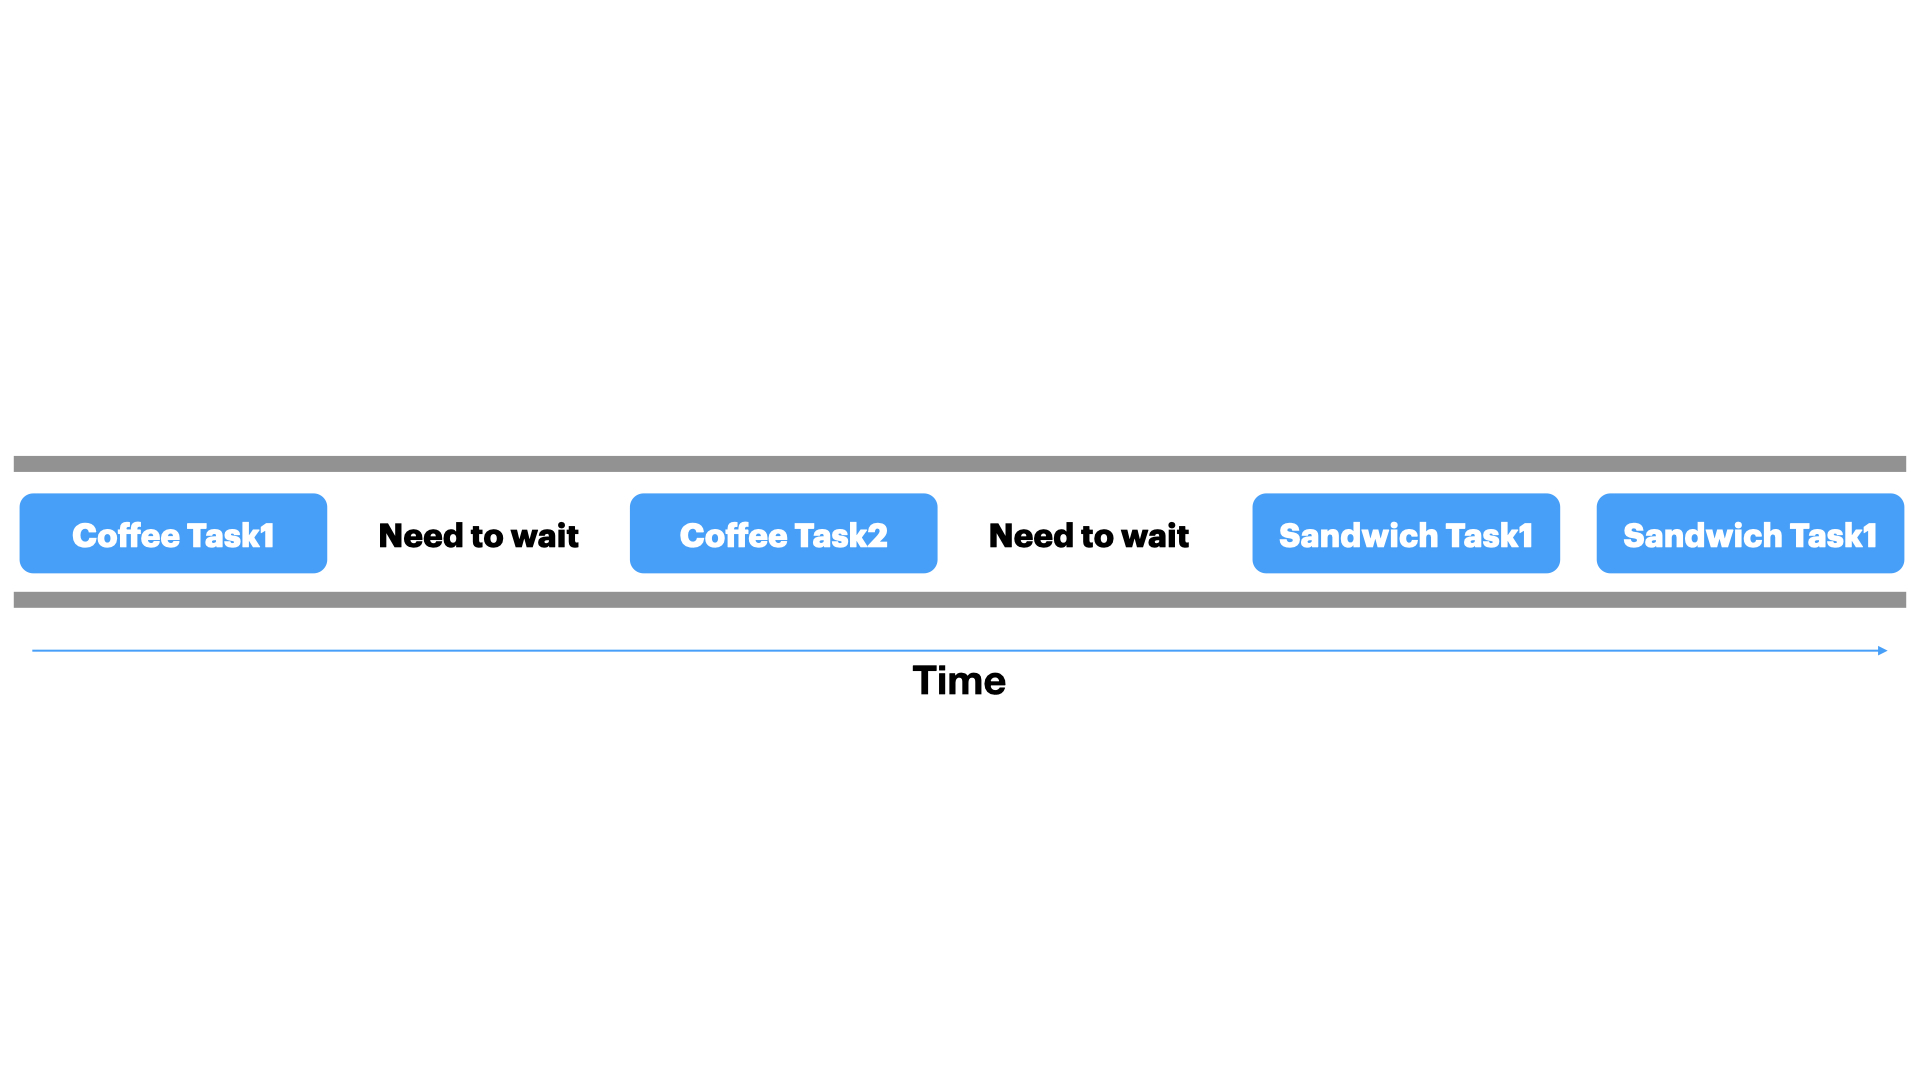 Coffee Task1
Need to wait
Coffee Task2
Need to wait
Sandwich Task1
Sandwich Task1
Time